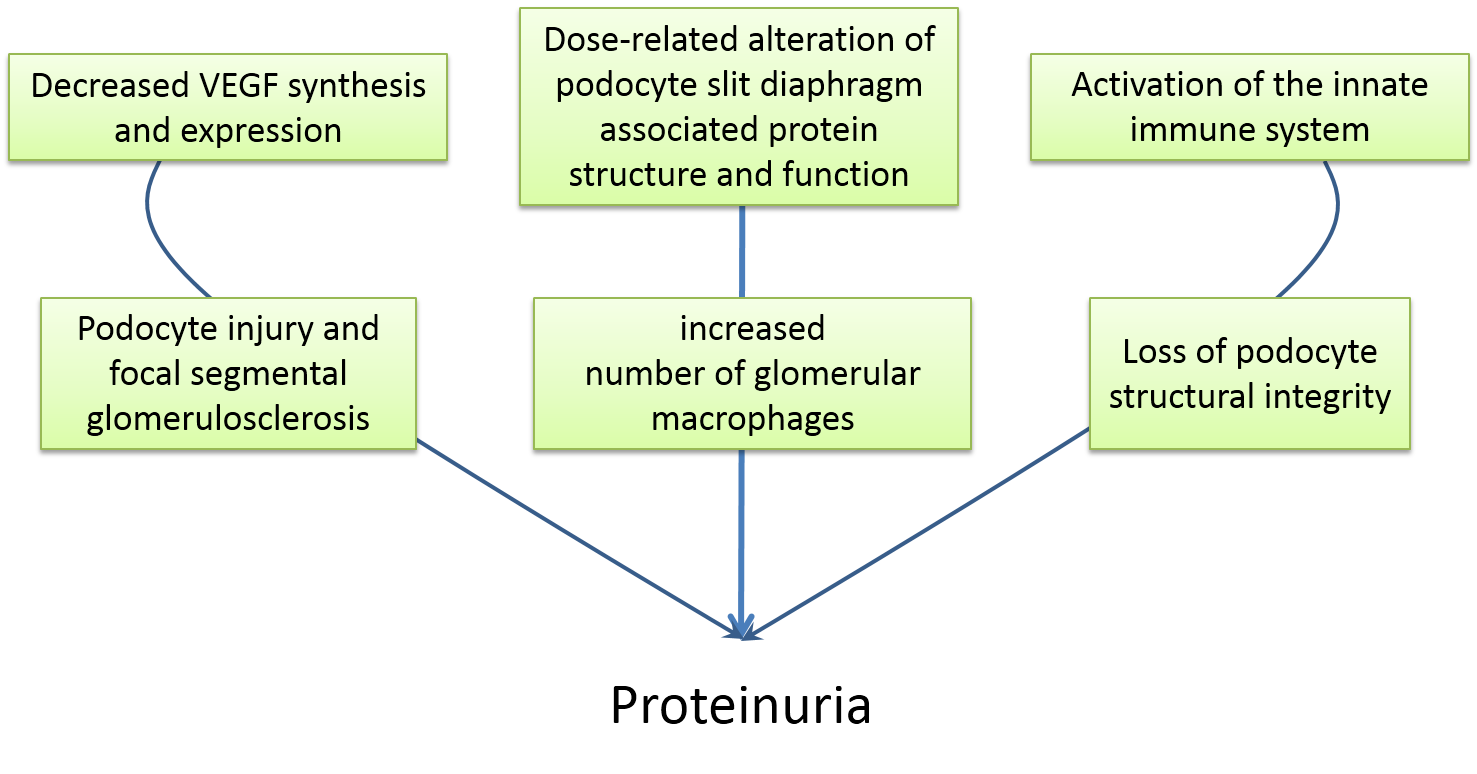 Decreased VEGF synthesis
and expression
Dose-related alteration of
podocyte slit diaphragm
associated protein
structure and function
Activation of the innate
immune system
Podocyte injury and
focal segmental
glomerulosclerosis
increased
number of glomerular
macrophages
Loss of podocyte
structural integrity
Proteinuria